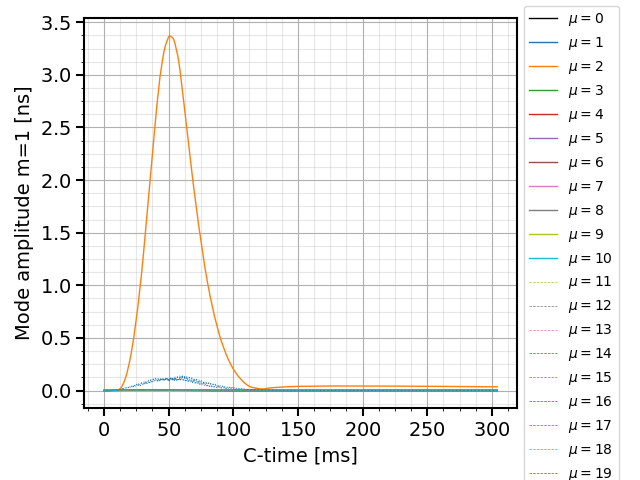 Mode amplitude m=1 [ns]
3.5
3.0
2.5
2.0
1.5
1.0
0.5
0.0
0 50 100 150 200 250 300
C-time [ms]
μ = 0
μ = 1
μ = 2
μ = 3
μ = 4
μ = 5
μ = 6
μ = 7
μ = 8
μ = 9
μ = 10
μ = 11
μ = 12
μ = 13
μ = 14
μ = 15
μ = 16
μ = 17
μ = 18
μ = 19